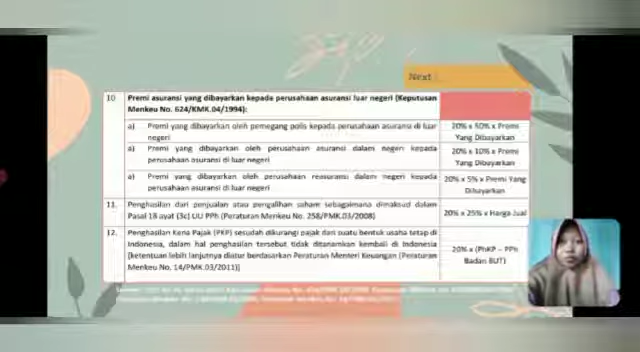 Next :
10 Premi asuransi yang dibayarkan kepada perusahaan asuransi luar negeri (Keputusan
Menkeu No. 624/KMK.04/1994):
a) Premi yang dibayarkan oleh pemegang polis kepada perusahaan asuransi di luar
negeri
20% x 50% x Premi
Yang Dibayarkan
a) Premi yang dibayarkan oleh perusahaan asuransi dalam negeri kepada
perusahaan asuransi di luar negeri
20% x 10% x Premi
Yang Dibayarkan
a) Premi yang dibayarkan oleh perusahaan reasuransi dalam negeri kepada
perusahaan asuransi di luar negeri
20% x 5% x Premi Yang
Dibayarkan
11. Penghasilan dari penjualan atau pengalihan saham sebagaimana dimaksud dalam
Pasal 18 ayat (3c) UU PPh (Peraturan Menkeu No. 258/PMK.03/2008)
20% x 25% x Harga Jual
12. Penghasilan Kena Pajak (PKP) sesudah dikurangi pajak dari suatu bentuk usaha tetap di
Indonesia, dalam hal penghasilan tersebut tidak ditanamkan kembali di Indonesia
[ketentuan lebih lanjutnya diatur berdasarkan Peraturan Menteri Keuangan (Peraturan
Menkeu No. 14/PMK.03/2011)]
20% x (PhKP – PPh
Badan BUT)